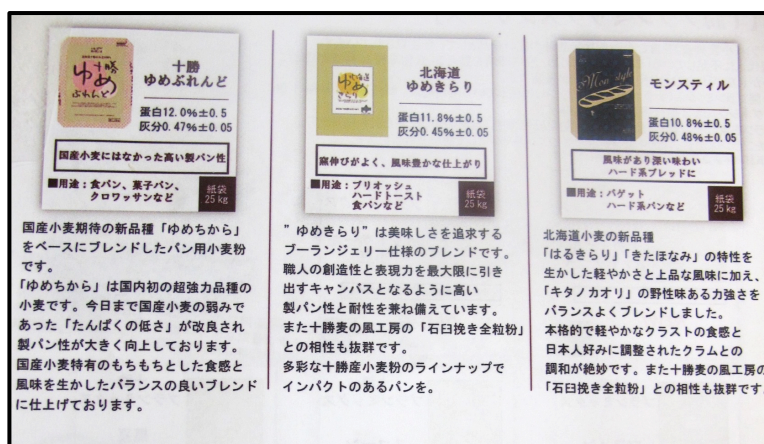 十勝
ゆめ
ぶれんど
十勝
ゆめぶれんど
蛋白12.0%±0.5
灰分0.47%±0.05
国産小麦にはなかった高い製パン性
■用途：食パン、菓子パン、
クロワッサンなど
紙袋
25kg
国産小麦期待の新品種「ゆめちから」
をベースにブレンドしたパン用小麦粉
です。
「ゆめちから」は国内初の超強力品種の
小麦です。今日まで国産小麦の弱みで
あった「たんぱくの低さ」が改良され
製パン性が大きく向上しております。
国産小麦特有のもちもちとした食感と
風味を生かしたバランスの良いブレンド
に仕上げております。
北海道
ゆめ
きらり
北海道
ゆめきらり
蛋白11.8%±0.5
灰分0.45%±0.05
窯伸びがよく、風味豊かな仕上がり
■用途：ブリオッシュ
ハードトースト
食パンなど
紙袋
25kg
”ゆめきらり”は美味しさを追求する
ブーランジェリー仕様のブレンドです。
職人の創造性と表現力を最大限に引き
出すキャンバスとなるように高い
製パン性と耐性を兼ね備えています。
また十勝麦の風工房の「石臼挽き全粒粉」
との相性も抜群です。
多彩な十勝産小麦粉のラインナップで
インパクトのあるパンを。
Mon style
モンスティル
蛋白10.8%±0.5
灰分0.48%±0.05
風味があり深い味わい
ハード系ブレッドに
■用途：バゲット
ハード系パンなど
紙袋
25kg
北海道小麦の新品種
「はるきらり」「きたほなみ」の特性を
生かした軽やかさと上品な風味に加え、
「キタノカオリ」の野性味ある力強さを
バランスよくブレンドしました。
本格的で軽やかなクラストの食感と
日本人好みに調整されたクラムとの
調和が絶妙です。また十勝麦の風工房の
「石臼挽き全粒粉」との相性も抜群です